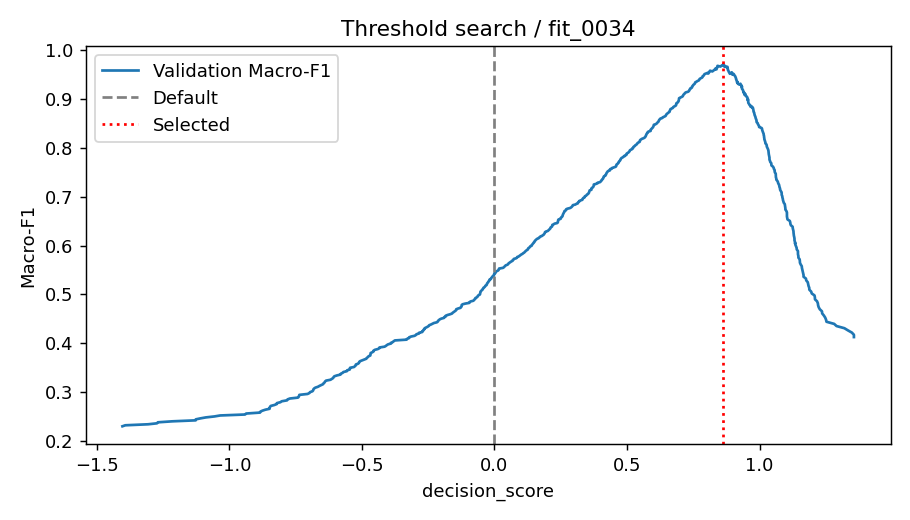 Threshold search / fit_0034
Validation Macro-F1
Default
Selected
Macro-F1
1.0
0.9
0.8
0.7
0.6
0.5
0.4
0.3
0.2
−1.5 −1.0 −0.5 0.0 0.5 1.0
decision_score